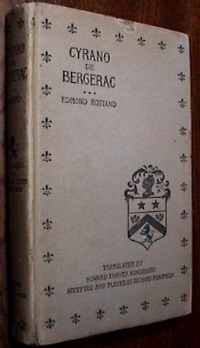 CYRANO
DE
BERGERAC
EDMOND ROSTAND
TRANSLATED BY
HOWARD THAYER KINGSBURY
ACCEPTED AND PLAYED BY RICHARD MANSFIELD